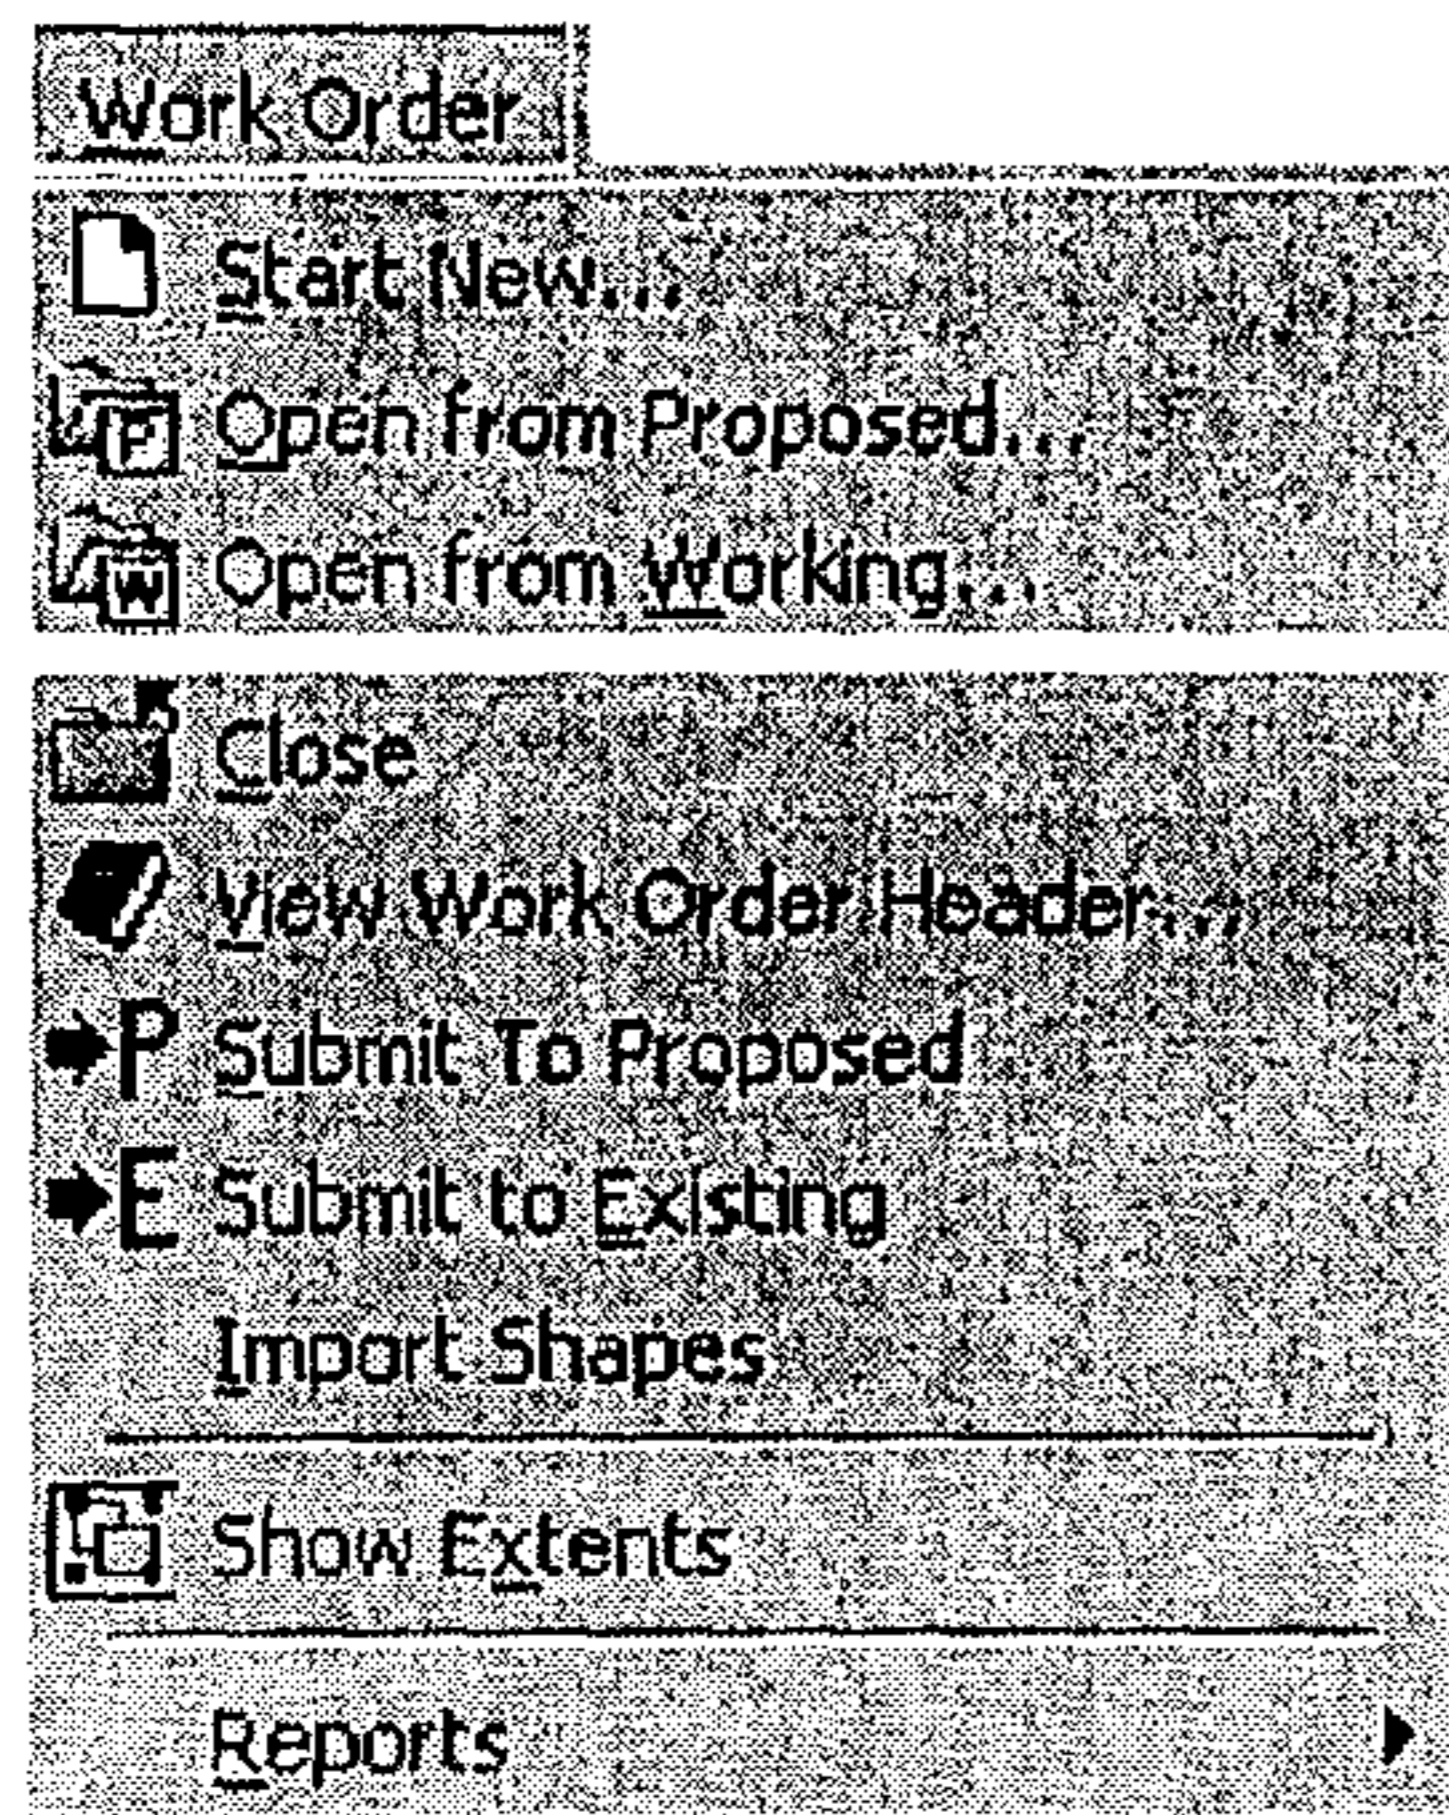 Work Order
Start New...
P Open from Proposed...
W Open from Working...
Close
View Work Order Header...
P Submit To Proposed
E Submit to Existing
Import Shapes
Show Extents
Reports